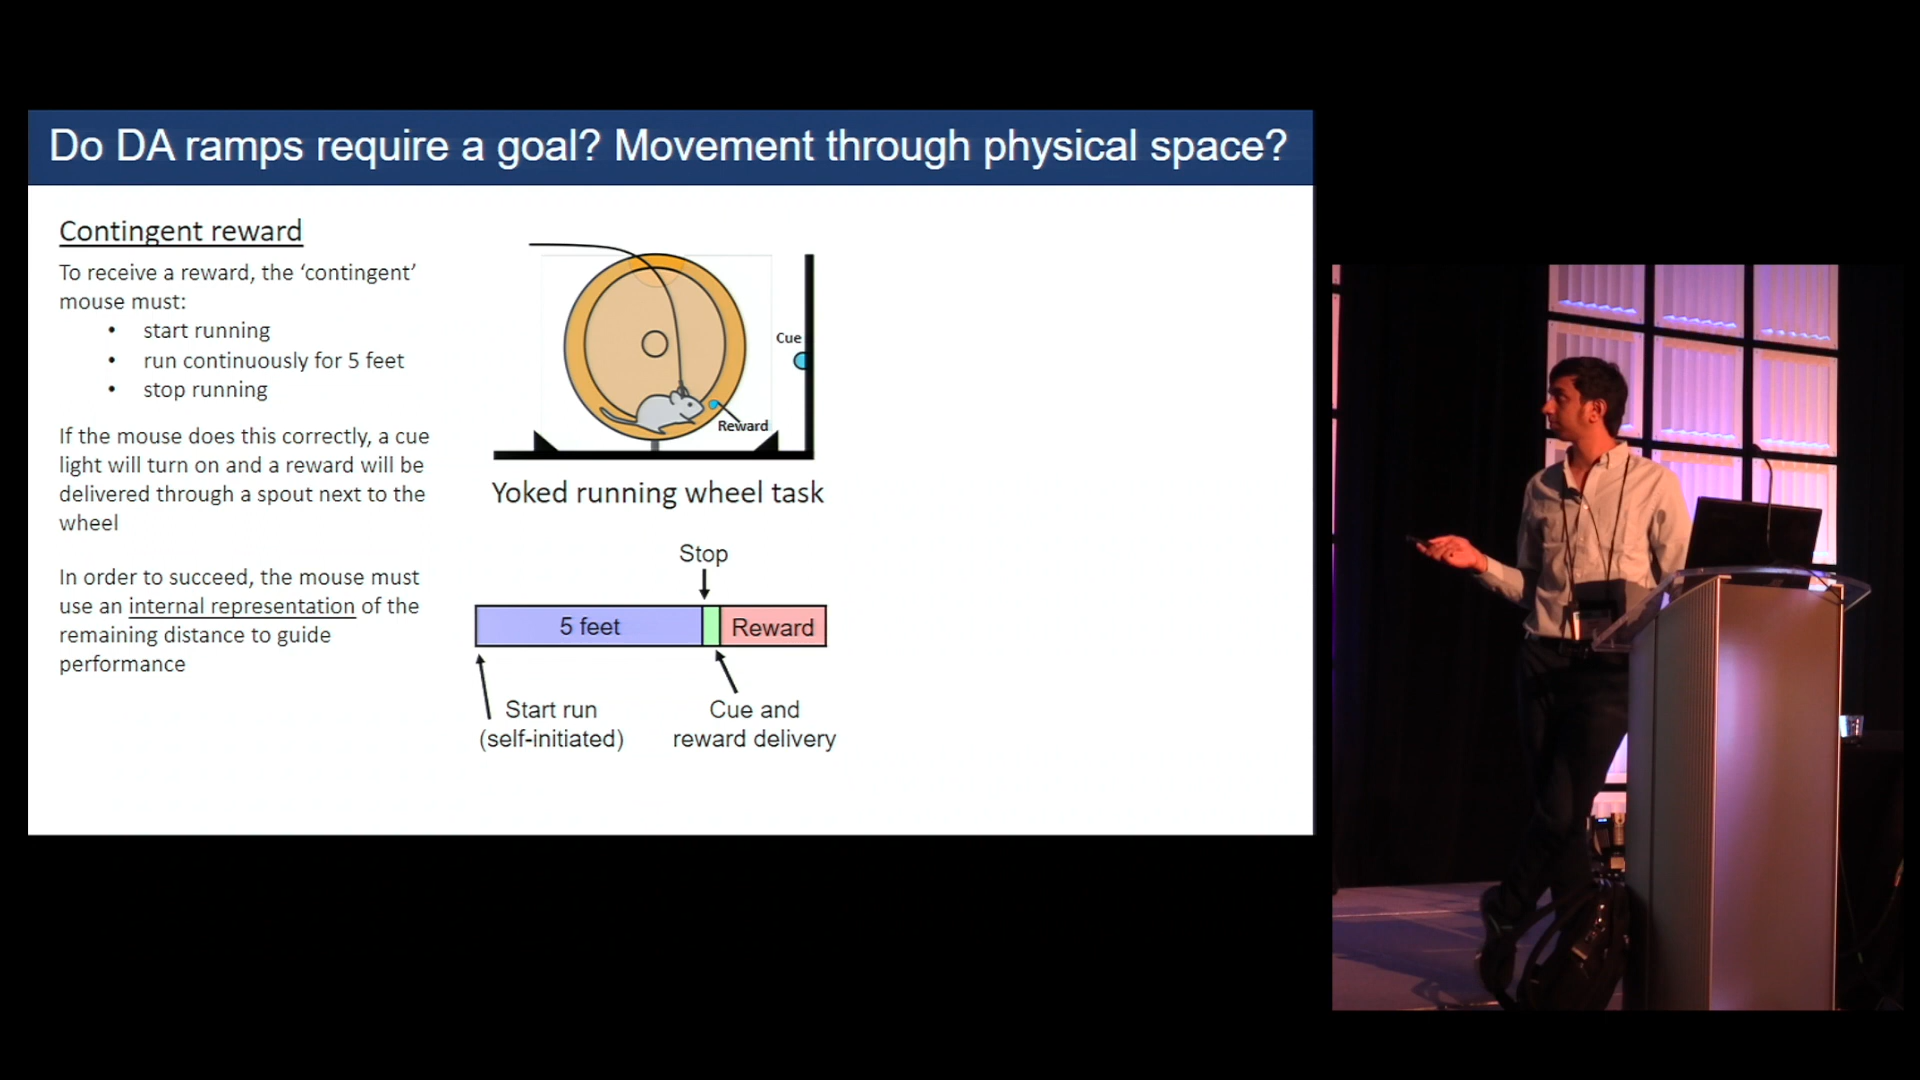 Do DA ramps require a goal? Movement through physical space?
Contingent reward
To receive a reward, the ‘contingent’
mouse must:
• start running
• run continuously for 5 feet
• stop running
If the mouse does this correctly, a cue
light will turn on and a reward will be
delivered through a spout next to the
wheel
In order to succeed, the mouse must
use an internal representation of the
remaining distance to guide
performance
Cue
Reward
Yoked running wheel task
Stop
5 feet
Reward
Start run
(self-initiated)
Cue and
reward delivery